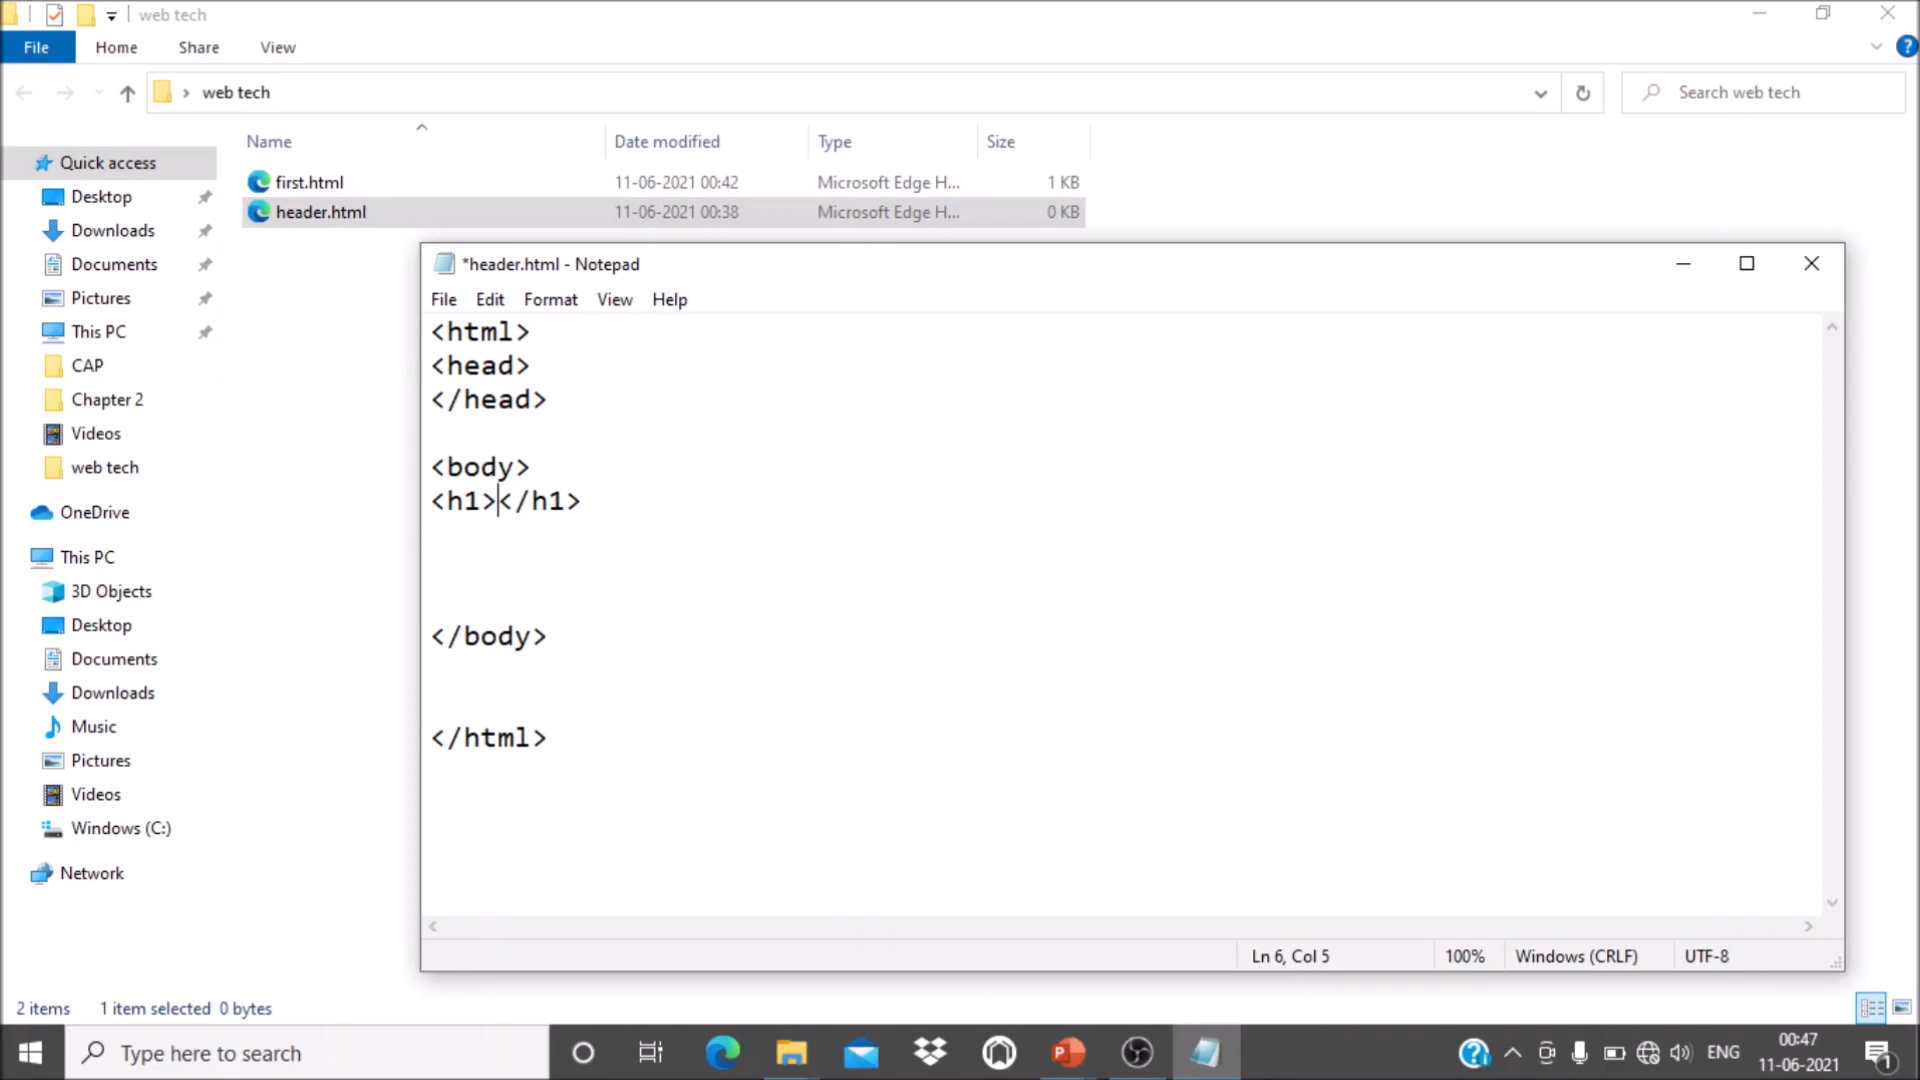 web tech
File Home Share View
web tech
Search web tech
Name Date modified Type Size
Quick access
first.html 11-06-2021 00:42 Microsoft Edge H... 1 KB
Desktop
header.html 11-06-2021 00:38 Microsoft Edge H... 0 KB
Downloads
Documents
Pictures
This PC
CAP
Chapter 2
Videos
web tech
OneDrive
This PC
3D Objects
Desktop
Documents
Downloads
Music
Pictures
Videos
Windows (C:)
Network
*header.html - Notepad
File Edit Format View Help
<html>
<head>
</head>
<body>
<h1></h1>
</body>
</html>
Ln 6, Col 5 100% Windows (CRLF) UTF-8
2 items 1 item selected 0 bytes
Type here to search
ENG
00:47
11-06-2021
1